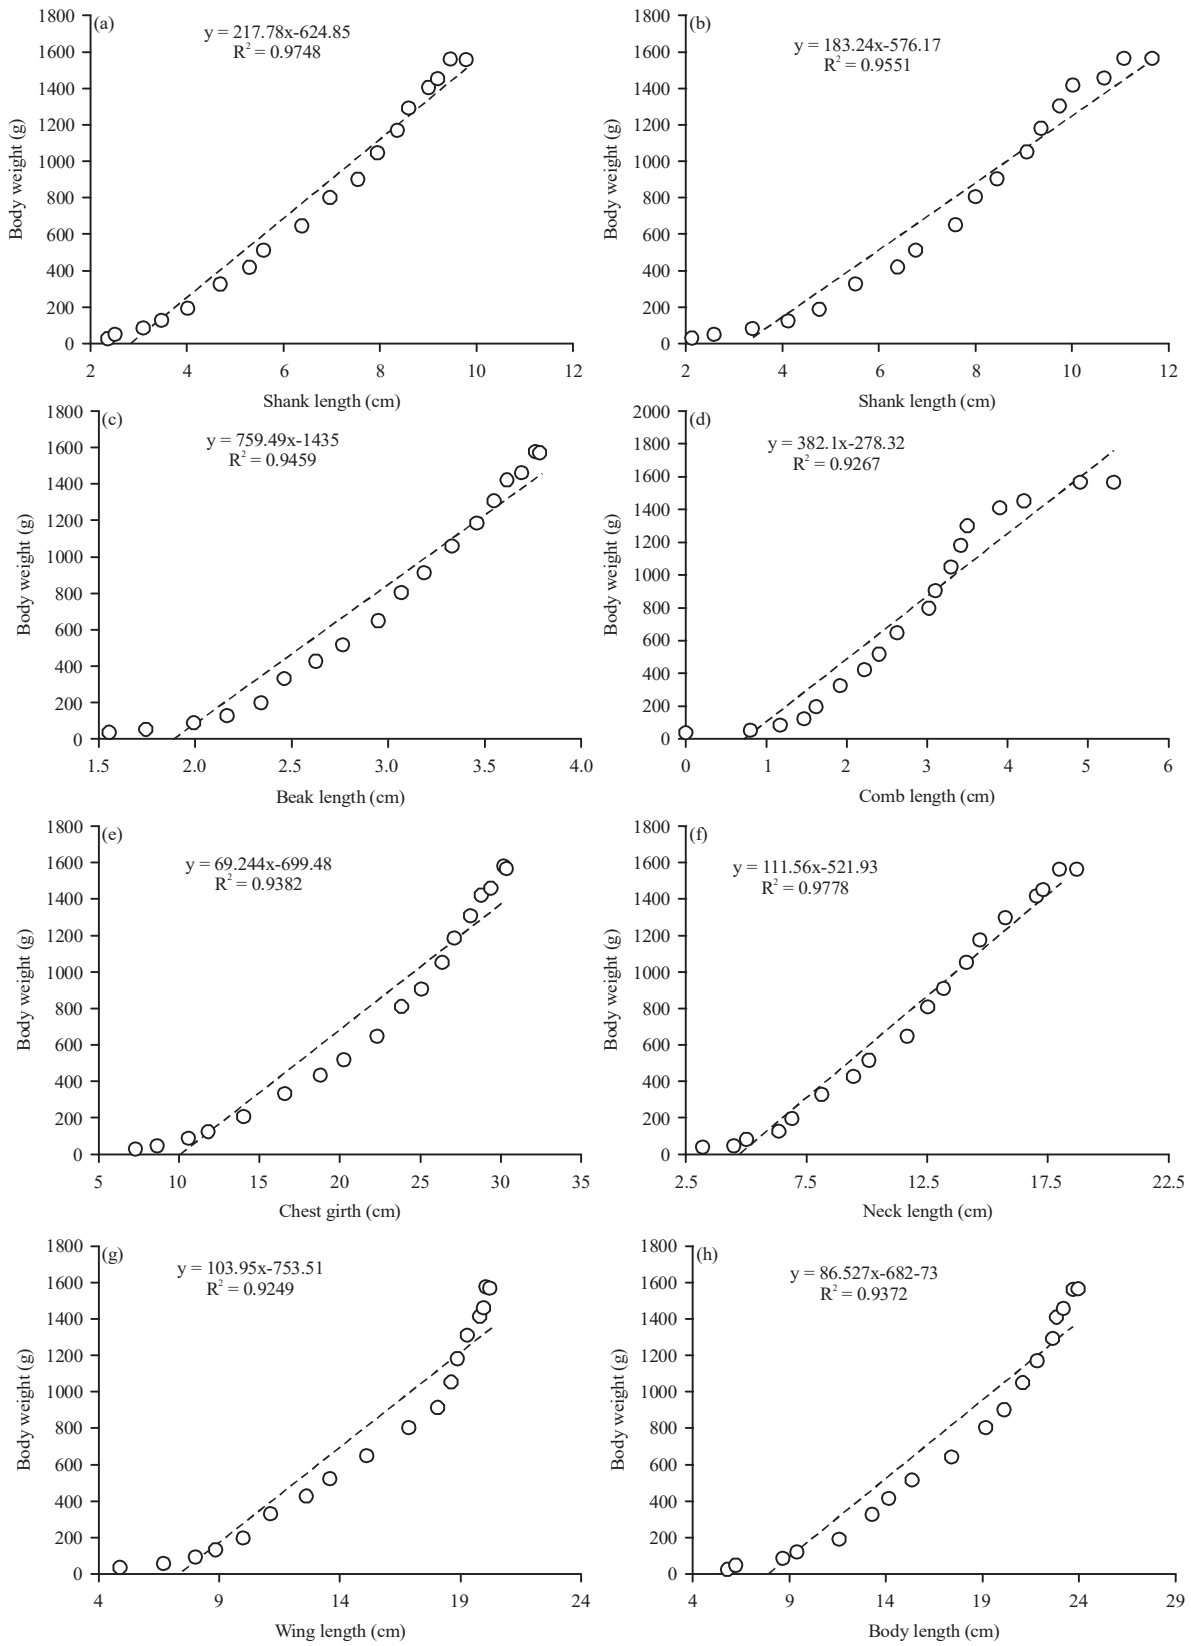 (a)
y = 217.78x-624.85
R² = 0.9748
1800
1600
1400
1200
1000
800
600
400
200
0
Body weight (g)
2 4 6 8 10 12
Shank length (cm)
(b)
y = 183.24x-576.17
R² = 0.9551
1800
1600
1400
1200
1000
800
600
400
200
0
Body weight (g)
2 4 6 8 10 12
Shank length (cm)
(c)
y = 759.49x-1435
R² = 0.9459
1800
1600
1400
1200
1000
800
600
400
200
0
Body weight (g)
1.5 2.0 2.5 3.0 3.5 4.0
Beak length (cm)
(d)
y = 382.1x-278.32
R² = 0.9267
2000
1800
1600
1400
1200
1000
800
600
400
200
0
Body weight (g)
0 1 2 3 4 5 6
Comb length (cm)
(e)
y = 69.244x-699.48
R² = 0.9382
1800
1600
1400
1200
1000
800
600
400
200
0
Body weight (g)
5 10 15 20 25 30 35
Chest girth (cm)
(f)
y = 111.56x-521.93
R² = 0.9778
1800
1600
1400
1200
1000
800
600
400
200
0
Body weight (g)
2.5 7.5 12.5 17.5 22.5
Neck length (cm)
(g)
y = 103.95x-753.51
R² = 0.9249
1800
1600
1400
1200
1000
800
600
400
200
0
Body weight (g)
4 9 14 19 24
Wing length (cm)
(h)
y = 86.527x-682-73
R² = 0.9372
1800
1600
1400
1200
1000
800
600
400
200
0
Body weight (g)
4 9 14 19 24 29
Body length (cm)